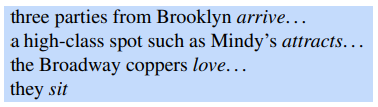 three parties from Brooklyn arrive...
a high-class spot such as Mindy's attracts...
the Broadway coppers love...
they sit